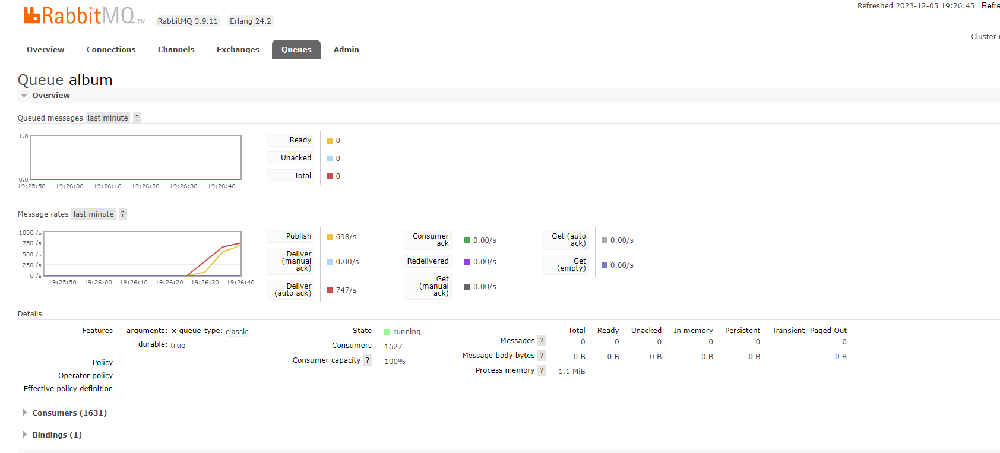 Refreshed 2023-12-05 19:26:45 Refre
RabbitMQ TM RabbitMQ 3.9.11 Erlang 24.2
Cluster
Overview Connections Channels Exchanges Queues Admin
Queue album
Overview
Queued messages last minute ?
1.0
0.0
19:25:50 19:26:00 19:26:10 19:26:20 19:26:30 19:26:40
Ready 0
Unacked 0
Total 0
Message rates last minute ?
1000 /s
750 /s
500 /s
250 /s
0 /s
19:25:50 19:26:00 19:26:10 19:26:20 19:26:30 19:26:40
Publish 698/s
Deliver
(manual
ack)
0.00/s
Deliver
(auto ack)
747/s
Consumer
ack
0.00/s
Redelivered 0.00/s
Get
(manual
ack)
0.00/s
Get (auto
ack)
0.00/s
Get
(empty)
0.00/s
Details
Features arguments: x-queue-type: classic
durable: true
Policy
Operator policy
Effective policy definition
State running
Consumers 1627
Consumer capacity ? 100%
Total Ready Unacked In memory Persistent Transient, Paged Out
Messages ? 0 0 0 0 0 0
Message body bytes ? 0 B 0 B 0 B 0 B 0 B 0 B
Process memory ? 1.1 MiB
Consumers (1631)
Bindings (1)